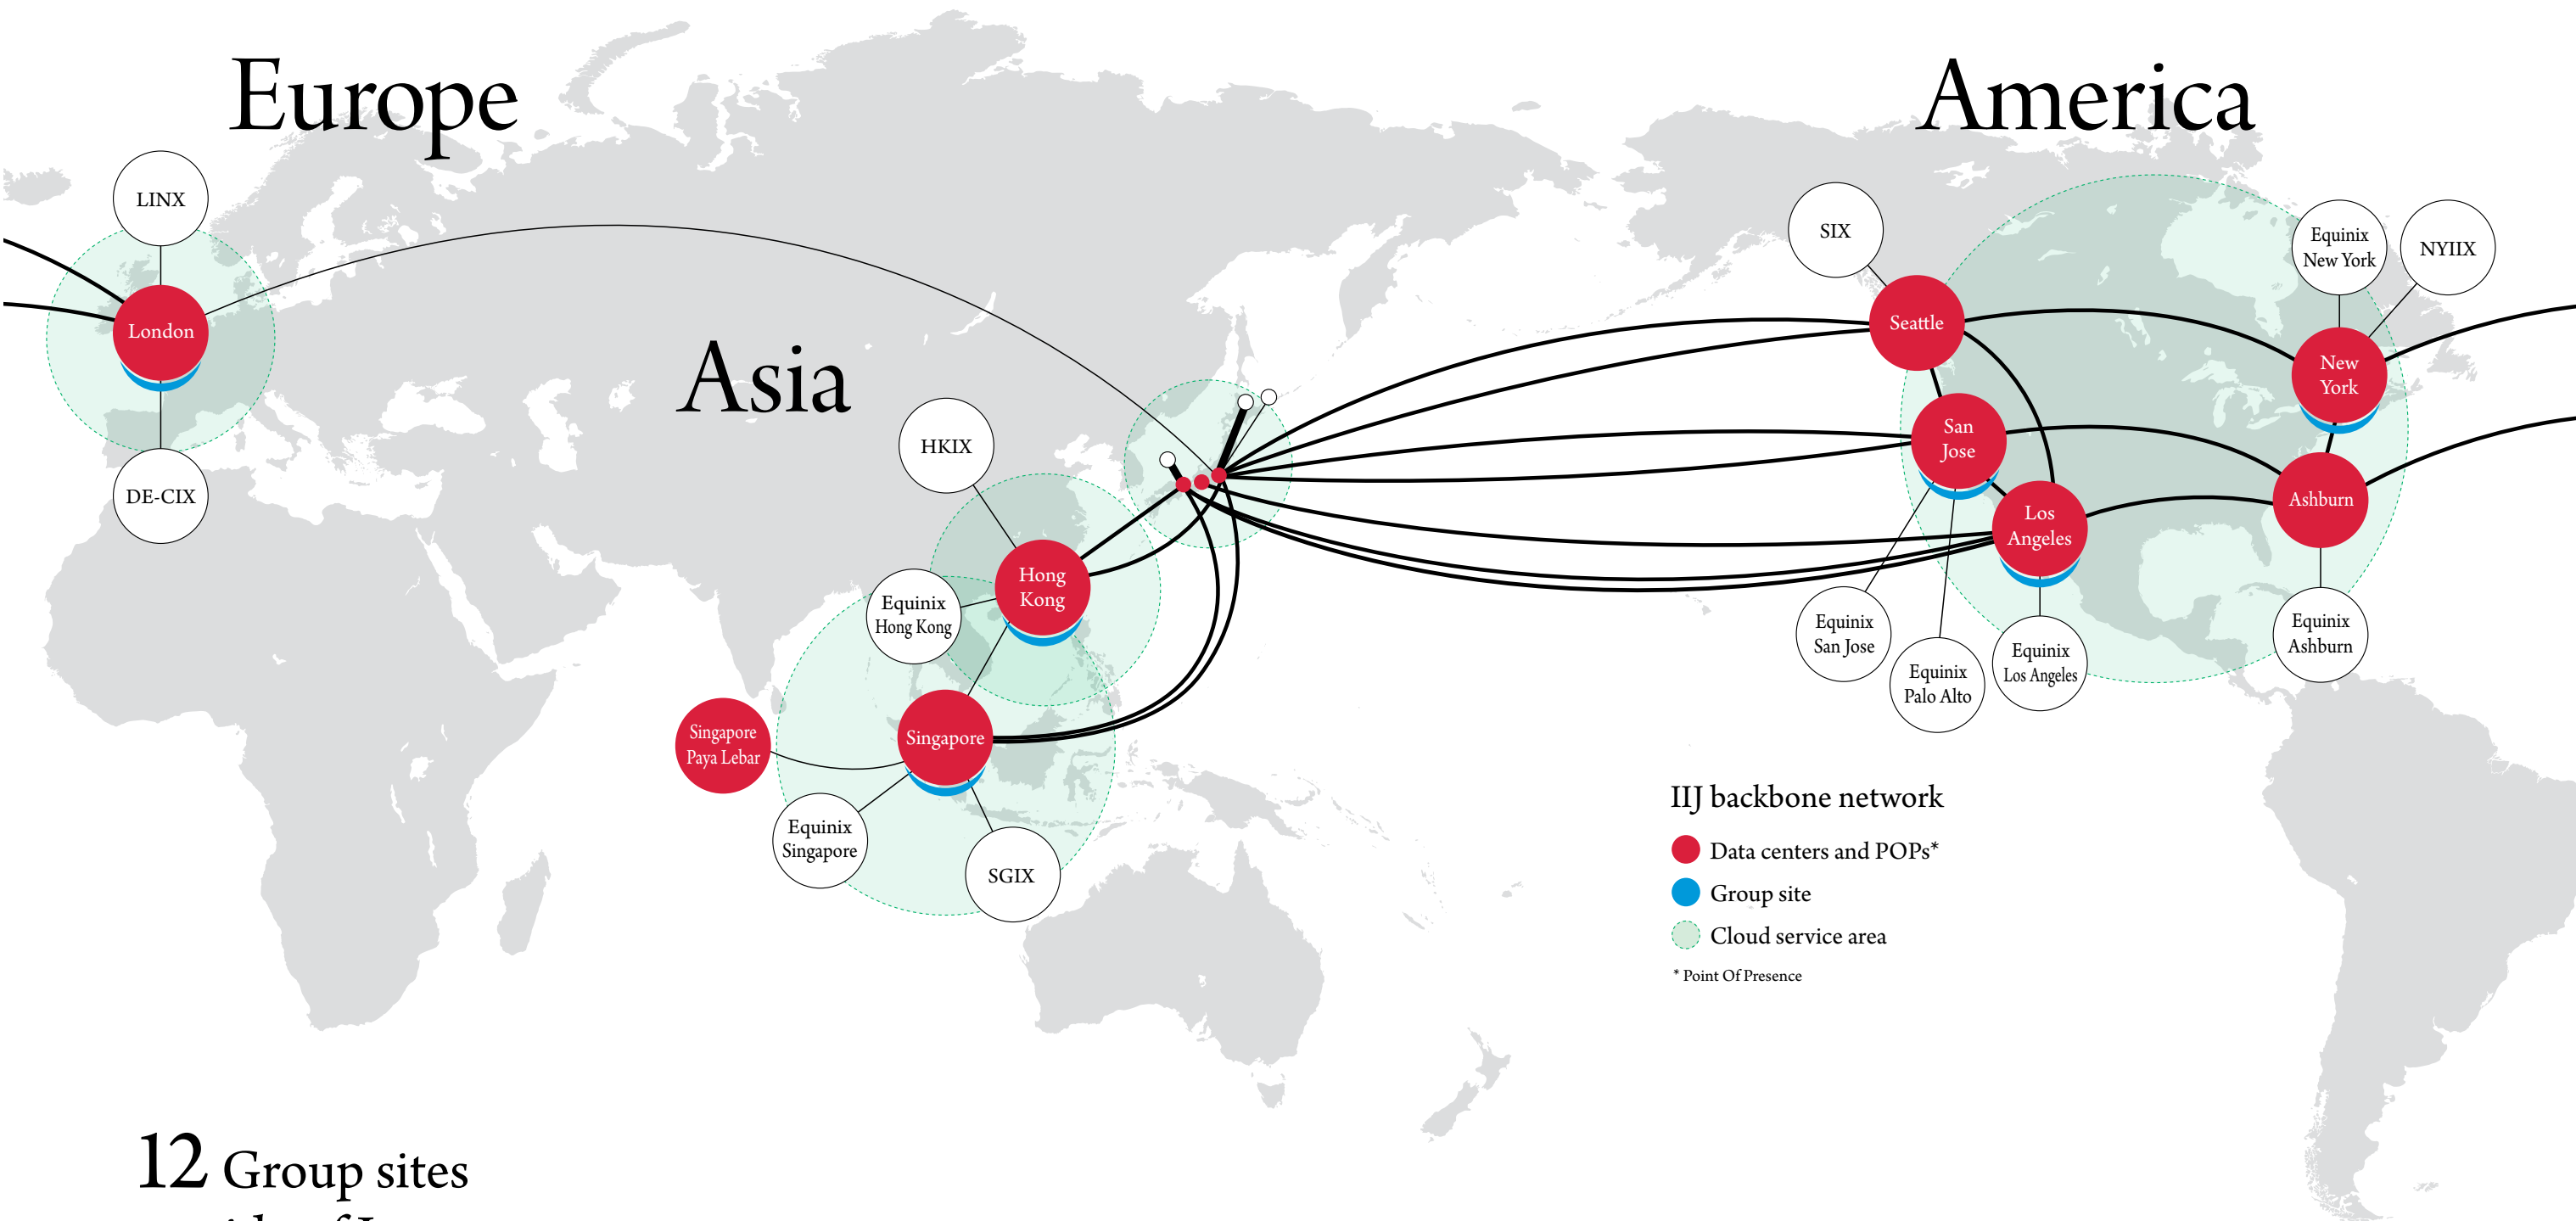 Europe
America
Asia
LINX
London
DE-CIX
HKIX
Hong
Kong
Equinix
Hong Kong
Singapore
Paya Lebar
Singapore
Equinix
Singapore
SGIX
SIX
Seattle
San
Jose
Los
Angeles
Equinix
San Jose
Equinix
Palo Alto
Equinix
Los Angeles
Equinix
New York
NYIIX
New
York
Ashburn
Equinix
Ashburn
IIJ backbone network
Data centers and POPs*
Group site
Cloud service area
* Point Of Presence
12 Group sites